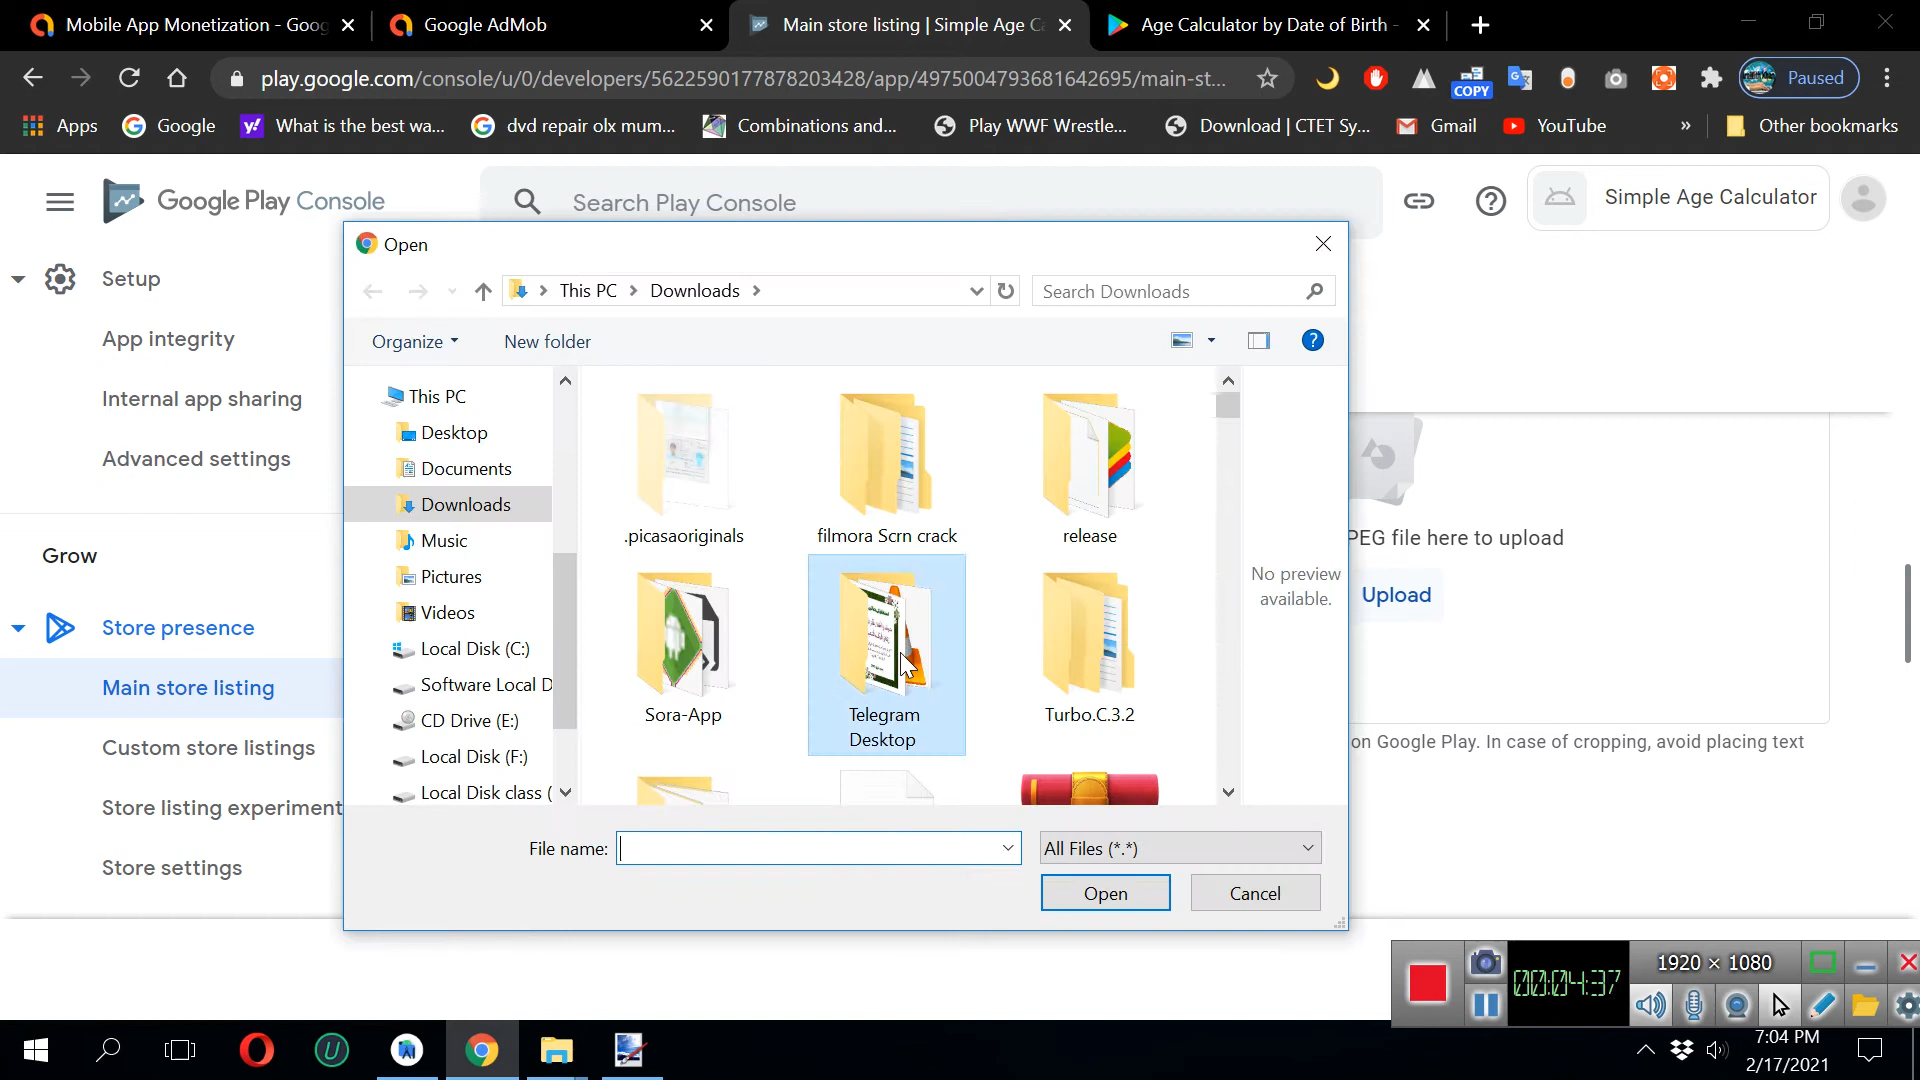 Mobile App Monetization - Goog
Google AdMob
Main store listing | Simple Age Ca
Age Calculator by Date of Birth -
play.google.com/console/u/0/developers/5622590177878203428/app/4975004793681642695/main-st...
COPY
Paused
Apps
Google
What is the best wa...
dvd repair olx mum...
Combinations and...
Play WWF Wrestle...
Download | CTET Sy...
Gmail
YouTube
»
Other bookmarks
Google Play Console
Search Play Console
Simple Age Calculator
Setup
App integrity
Internal app sharing
Advanced settings
Grow
Store presence
Main store listing
Custom store listings
Store listing experiment
Store settings
Open
This PC
Downloads
Search Downloads
Organize
New folder
This PC
Desktop
Documents
Downloads
Music
Pictures
Videos
Local Disk (C:)
Software Local D
CD Drive (E:)
Local Disk (F:)
Local Disk class (
.picasaoriginals
filmora Scrn crack
release
Sora-App
Telegram
Desktop
Turbo.C.3.2
No preview
available.
File name:
All Files (*.*)
Open
Cancel
PEG file here to upload
Upload
on Google Play. In case of cropping, avoid placing text
1920 × 1080
00:04:37
7:04 PM
2/17/2021